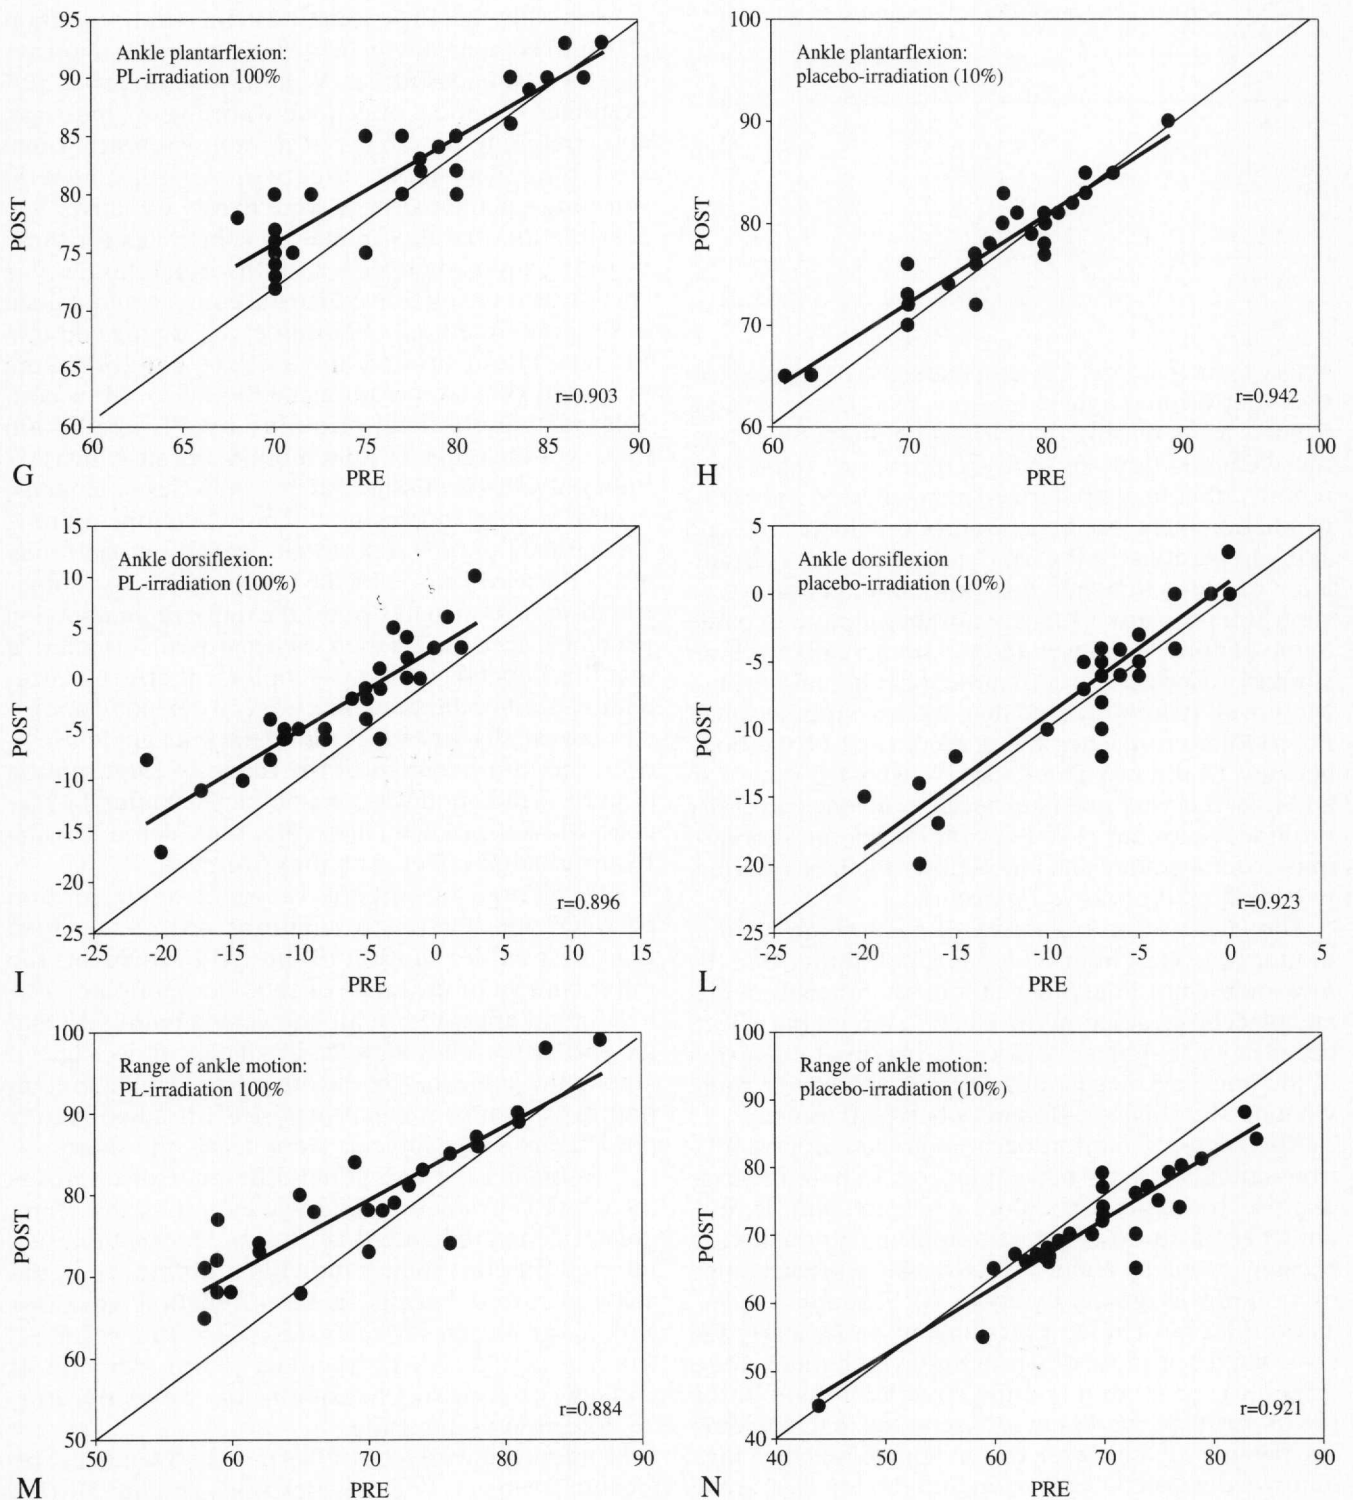 95
90
85
80
75
70
65
60
POST
Ankle plantarflexion:
PL-irradiation 100%
r=0.903
60 65 70 75 80 85 90
G
PRE
100
90
80
70
60
POST
Ankle plantarflexion:
placebo-irradiation (10%)
r=0.942
60 70 80 90 100
H
PRE
15
10
5
0
-5
-10
-15
-20
-25
POST
Ankle dorsiflexion:
PL-irradiation (100%)
r=0.896
-25 -20 -15 -10 -5 0 5 10 15
I
PRE
5
0
-5
-10
-15
-20
-25
POST
Ankle dorsiflexion
placebo-irradiation (10%)
r=0.923
-25 -20 -15 -10 -5 0 5
L
PRE
100
90
80
70
60
50
POST
Range of ankle motion:
PL-irradiation 100%
r=0.884
50 60 70 80 90
M
PRE
100
90
80
70
60
50
40
POST
Range of ankle motion:
placebo-irradiation (10%)
r=0.921
40 50 60 70 80 90
N
PRE